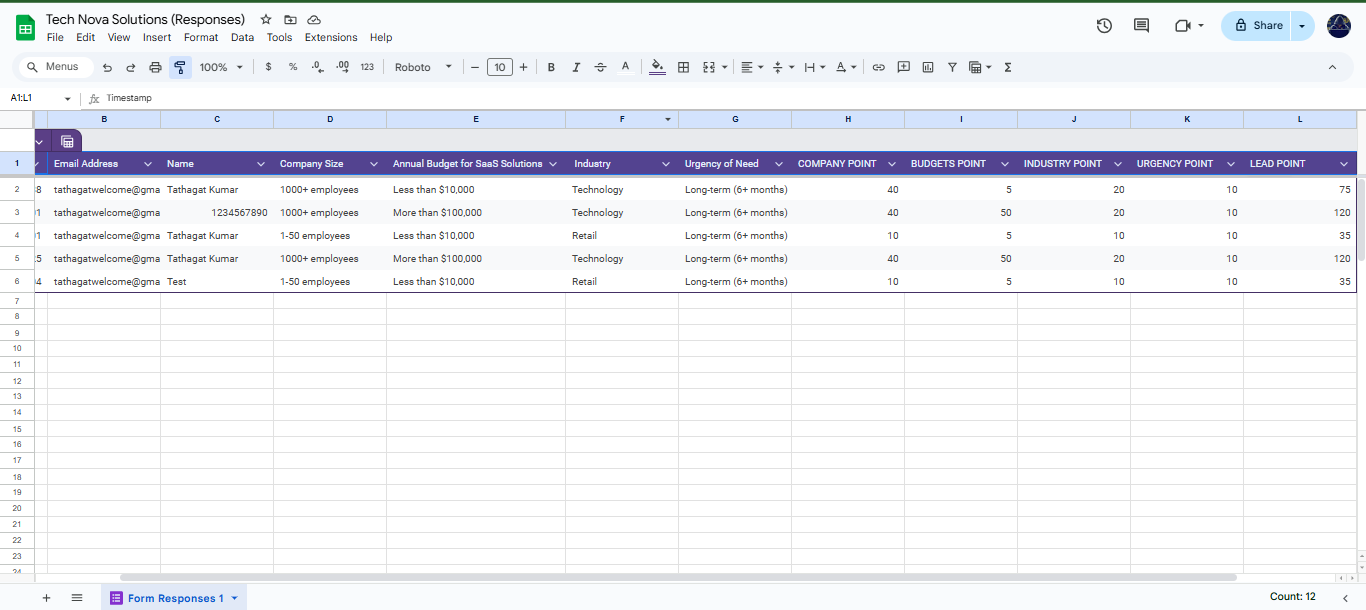 Tech Nova Solutions (Responses)
File Edit View Insert Format Data Tools Extensions Help
Share
Menus 100% $ % .0 .00 123 Roboto 10 B I A
A1:L1 fx Timestamp
B C D E F G H I J K L
1 Email Address Name Company Size Annual Budget for SaaS Solutions Industry Urgency of Need COMPANY POINT BUDGETS POINT INDUSTRY POINT URGENCY POINT LEAD POINT
2 8 tathagatwelcome@gma Tathagat Kumar 1000+ employees Less than $10,000 Technology Long-term (6+ months) 40 5 20 10 75
3 1 tathagatwelcome@gma 1234567890 1000+ employees More than $100,000 Technology Long-term (6+ months) 40 50 20 10 120
4 1 tathagatwelcome@gma Tathagat Kumar 1-50 employees Less than $10,000 Retail Long-term (6+ months) 10 5 10 10 35
5 5 tathagatwelcome@gma Tathagat Kumar 1000+ employees More than $100,000 Technology Long-term (6+ months) 40 50 20 10 120
6 4 tathagatwelcome@gma Test 1-50 employees Less than $10,000 Retail Long-term (6+ months) 10 5 10 10 35
7
8
9
10
11
12
13
14
15
16
17
18
19
20
21
22
23
24
Form Responses 1 Count: 12